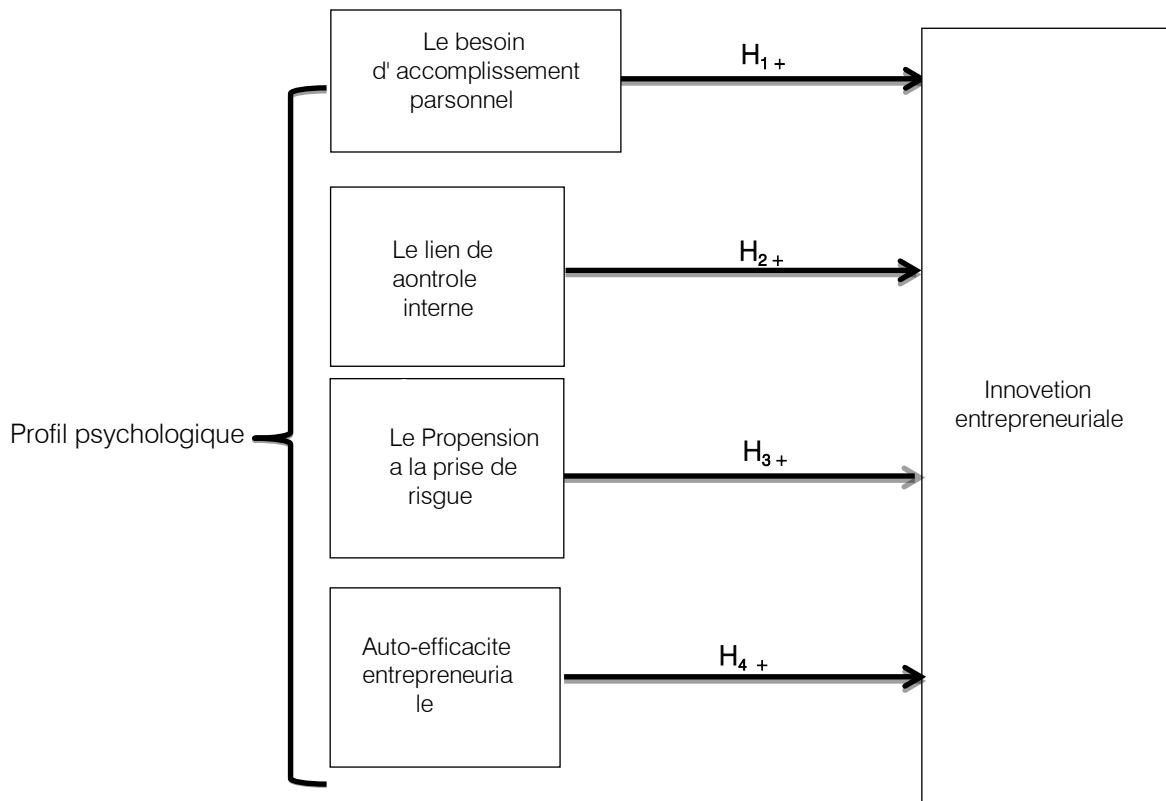 Le besoin
d' accomplissement
parsonnel
H1 +
Le lien de
aontrole
interne
H2 +
Profil psychologique
Le Propension
a la prise de
risgue
H3 +
Innovetion
entrepreneuriale
Auto-efficacite
entrepreneuria
le
H4 +